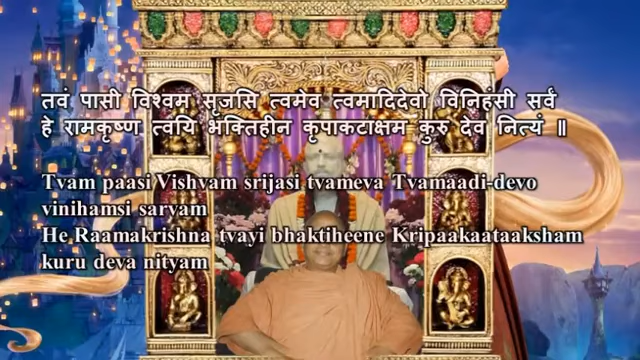 तवं पासी विश्वम सृजसि त्वमेव त्वमादिदेवो विनिहंसी सर्वं
हे रामकृष्ण त्वयि भक्तिहीन कृपाकटाक्षम कुरु देव नित्यं ॥
Tvam paasi Vishvam srijasi tvameva Tvamaadi-devo
vinihamsi sarvam
He Raamakrishna tvayi bhaktiheene Kripaakaataaksham
kuru deva nityam